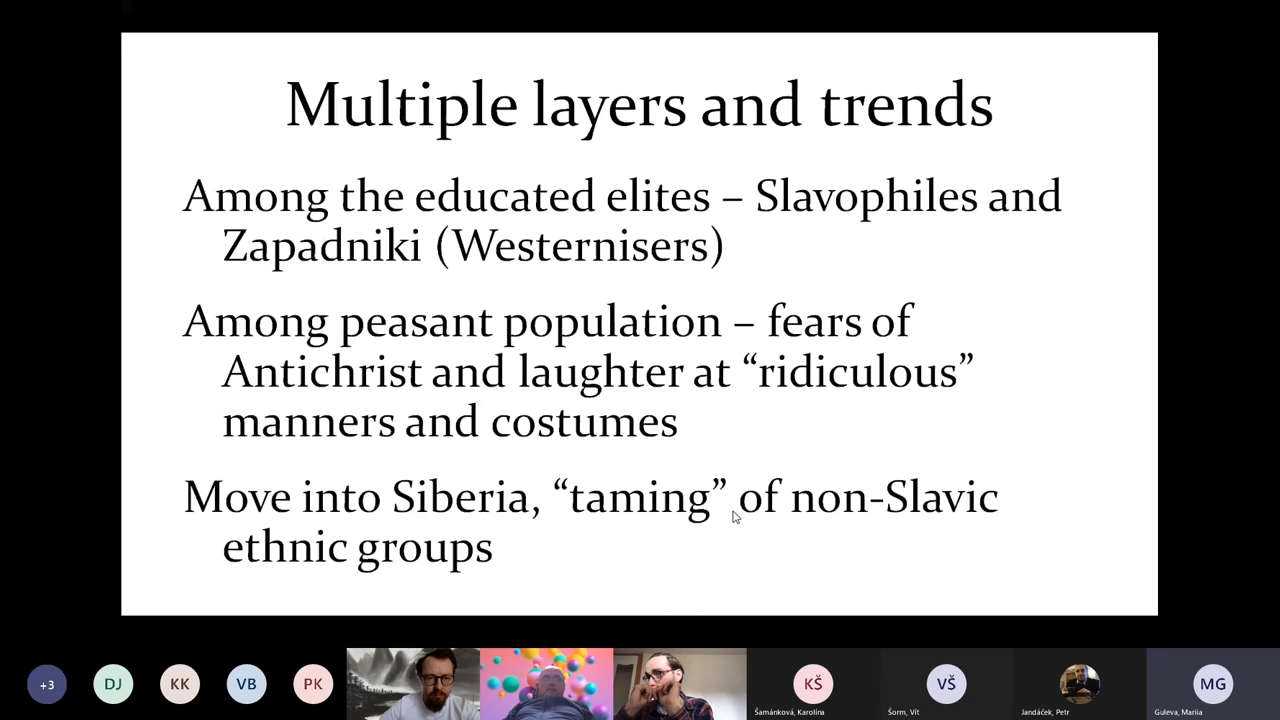 Multiple layers and trends
Among the educated elites – Slavophiles and
Zapadniki (Westernisers)
Among peasant population – fears of
Antichrist and laughter at “ridiculous”
manners and costumes
Move into Siberia, “taming” of non-Slavic
ethnic groups
+3
DJ
KK
VB
PK
KŠ
VŠ
MG
Šamánková, Karolína
Šorm, Vít
Jandáček, Petr
Guleva, Mariia